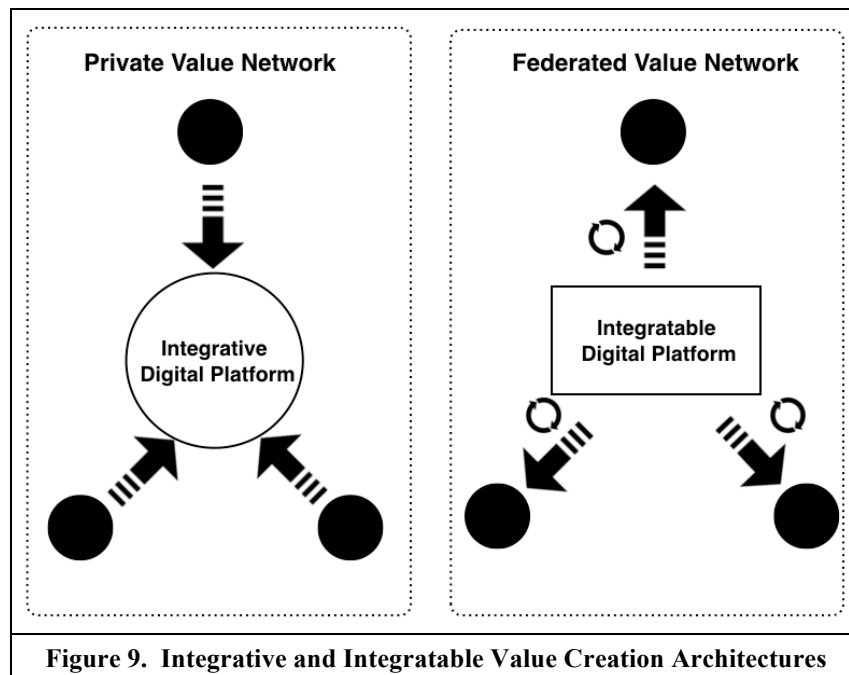 Private Value Network
Integrative
Digital Platform
Federated Value Network
Integratable
Digital Platform
Figure 9. Integrative and Integratable Value Creation Architectures